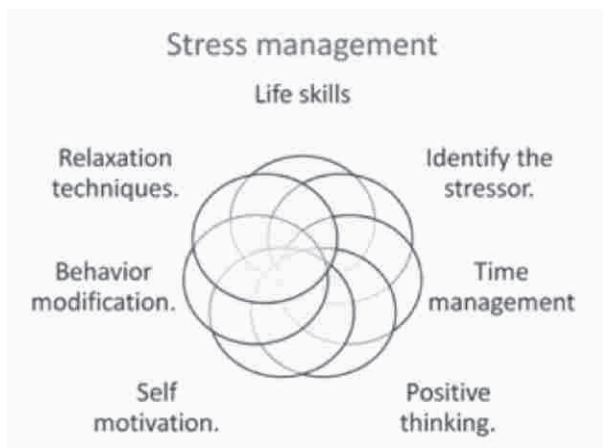 Stress management
Life skills
Relaxation
techniques.
Identify the
stressor.
Behavior
modification.
Time
management
Self
motivation.
Positive
thinking.